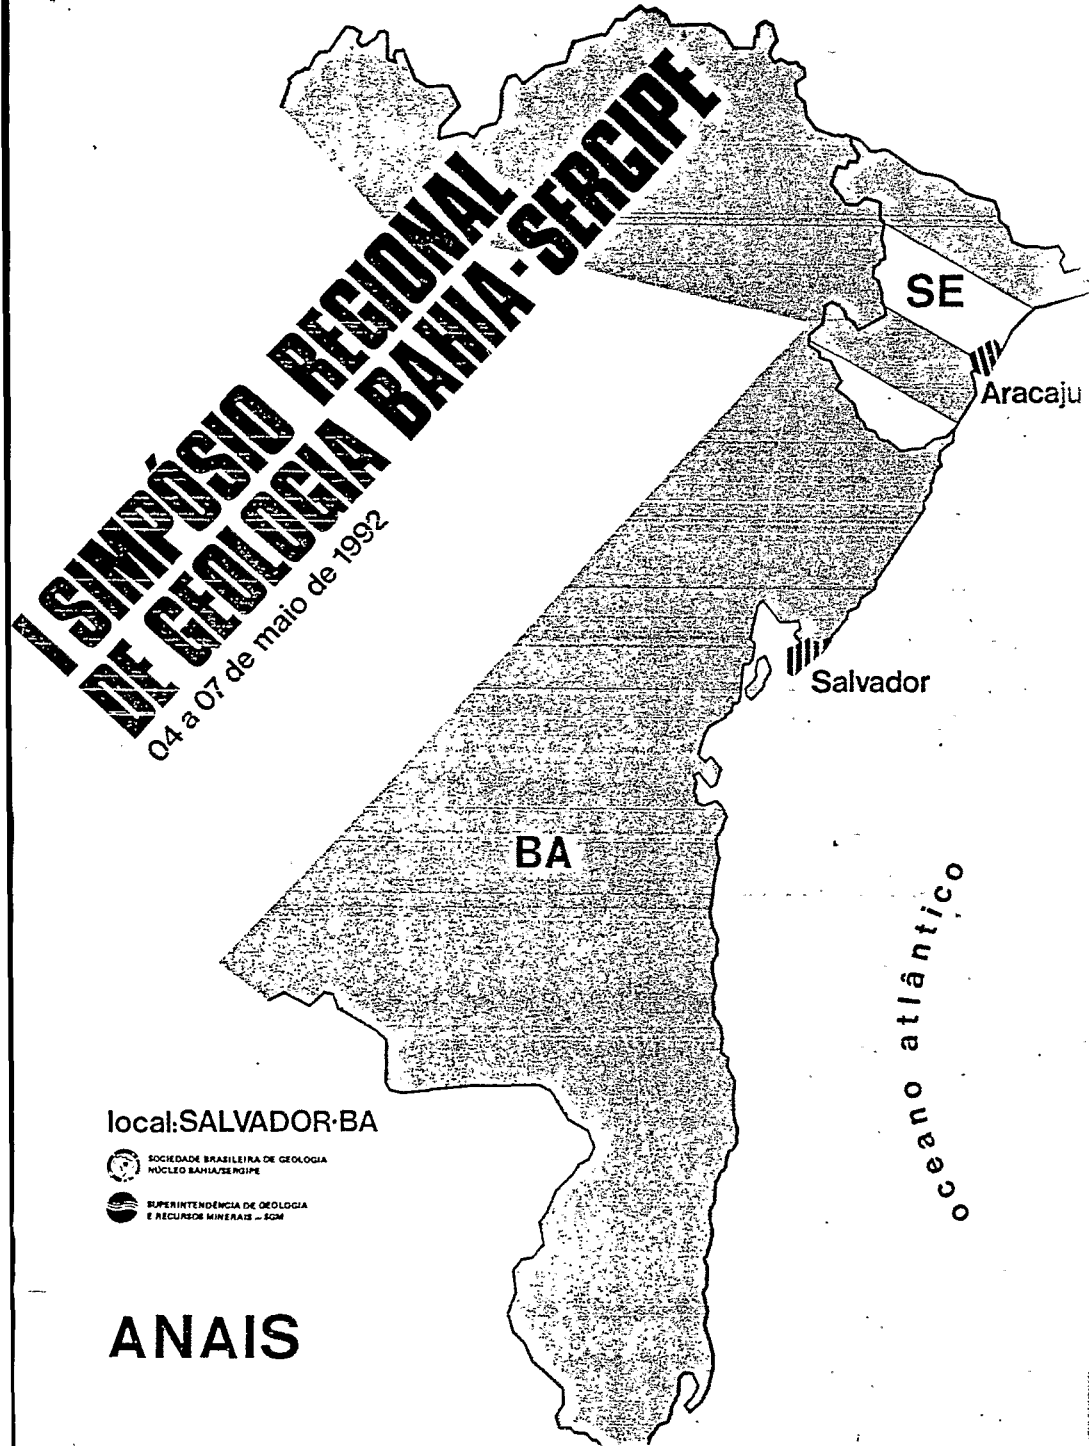 I SIMPÓSIO REGIONAL
DE GEOLOGIA BAHIA·SERGIPE
04 a 07 de maio de 1992
SE
Aracaju
Salvador
BA
oceano atlântico
local:SALVADOR·BA
SOCIEDADE BRASILEIRA DE GEOLOGIA
NÚCLEO BAHIA/SERGIPE
SUPERINTENDÊNCIA DE GEOLOGIA
E RECURSOS MINERAIS – SGM
ANAIS